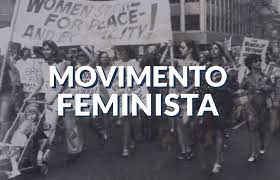 WOMEN
FOR PEACE
AND EQUALITY!
MOVIMENTO
FEMINISTA